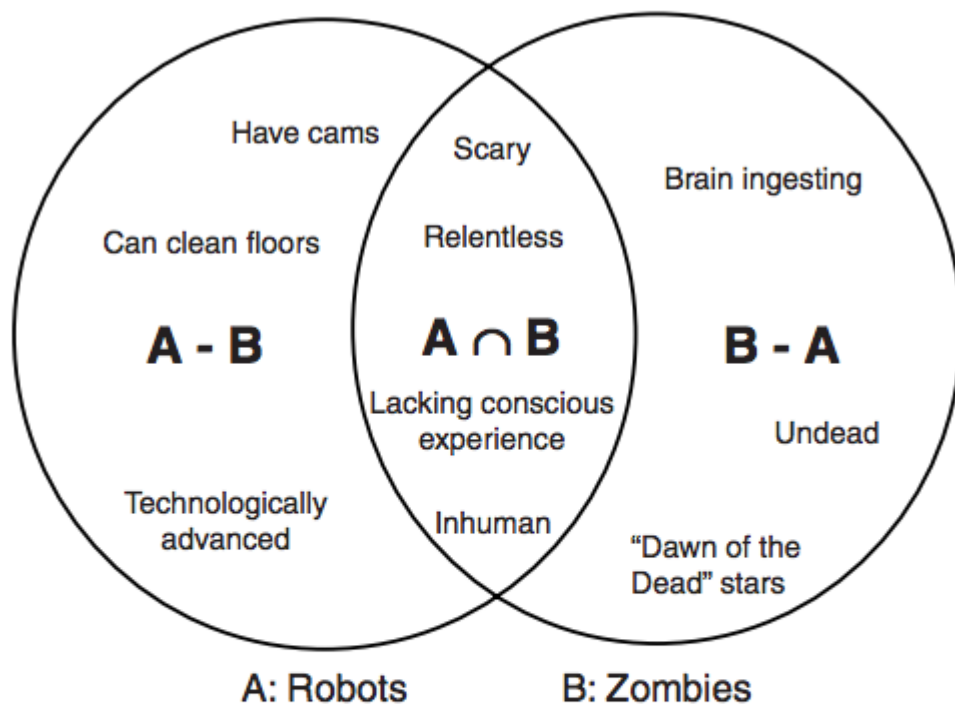 Have cams
Scary
Brain ingesting
Can clean floors
Relentless
A - B
A ∩ B
B - A
Lacking conscious
experience
Undead
Technologically
advanced
Inhuman
“Dawn of the
Dead” stars
A: Robots
B: Zombies